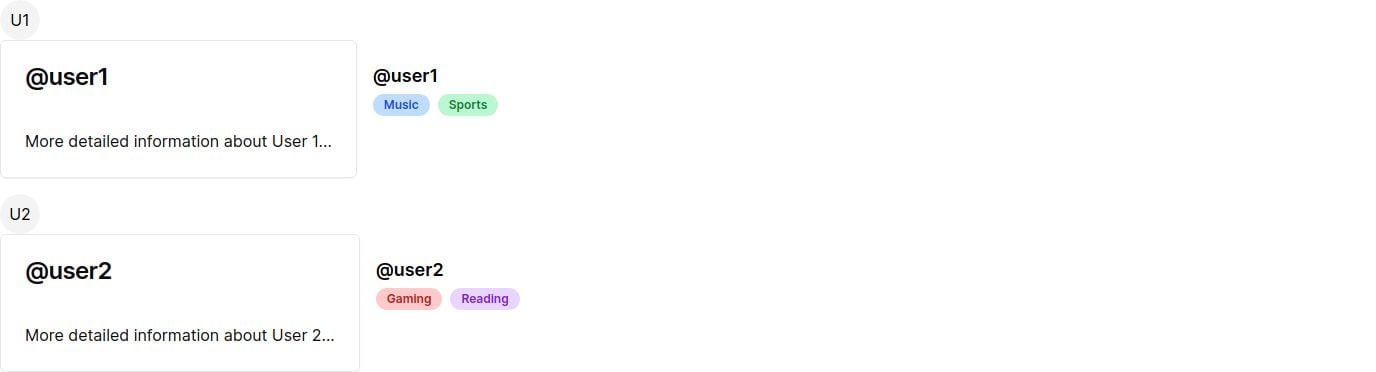 U1
@user1
More detailed information about User 1...
@user1
Music Sports
U2
@user2
More detailed information about User 2...
@user2
Gaming Reading